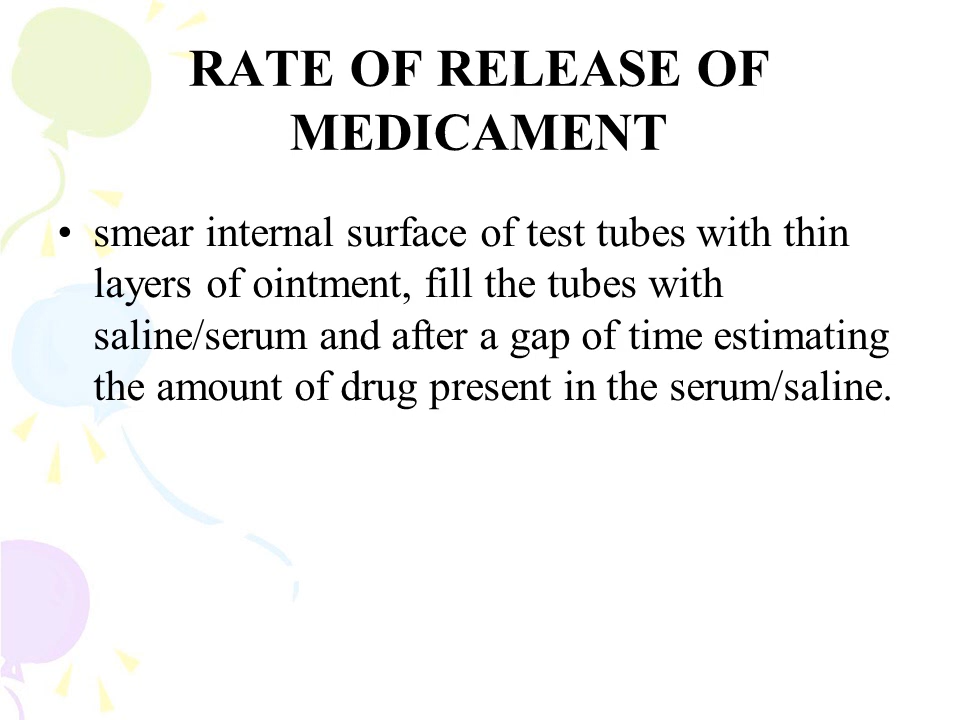 RATE OF RELEASE OF
MEDICAMENT
• smear internal surface of test tubes with thin
layers of ointment, fill the tubes with
saline/serum and after a gap of time estimating
the amount of drug present in the serum/saline.